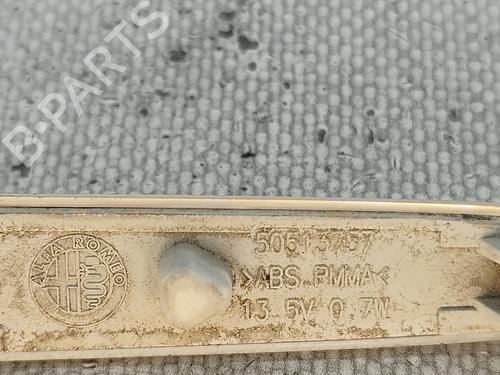 B-PARTS
ALFA ROMEO
50513757
>ABS PMMA<
13.5V 0.7W